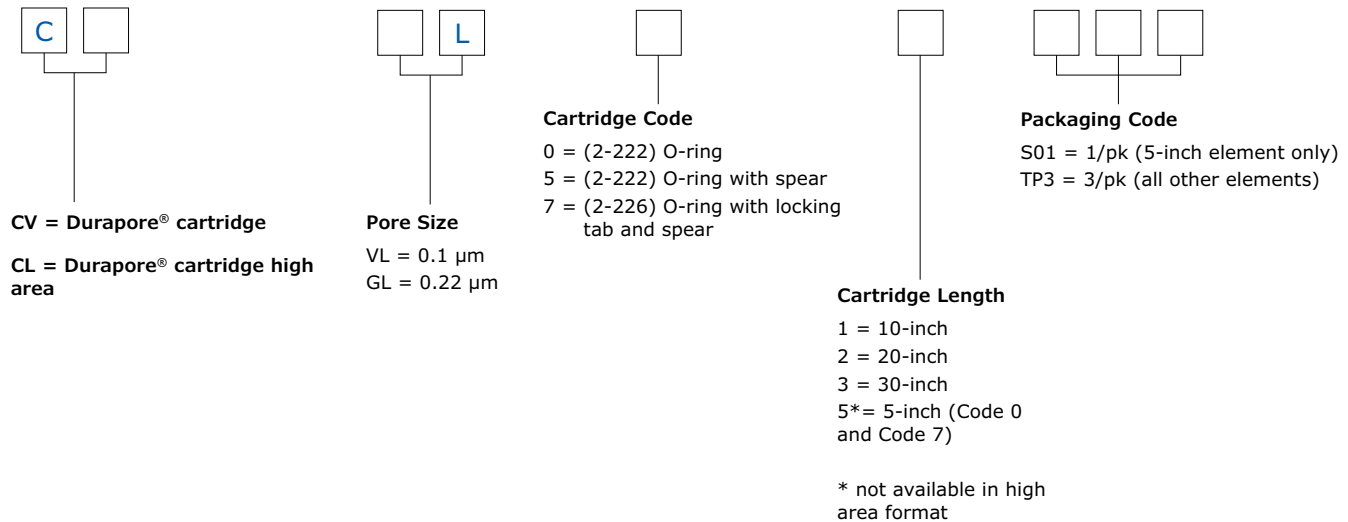 C
L
Cartridge Code
0 = (2-222) O-ring
5 = (2-222) O-ring with spear
7 = (2-226) O-ring with locking
tab and spear
Packaging Code
S01 = 1/pk (5-inch element only)
TP3 = 3/pk (all other elements)
CV = Durapore® cartridge
CL = Durapore® cartridge high
area
Pore Size
VL = 0.1 µm
GL = 0.22 µm
Cartridge Length
1 = 10-inch
2 = 20-inch
3 = 30-inch
5*= 5-inch (Code 0
and Code 7)
* not available in high
area format